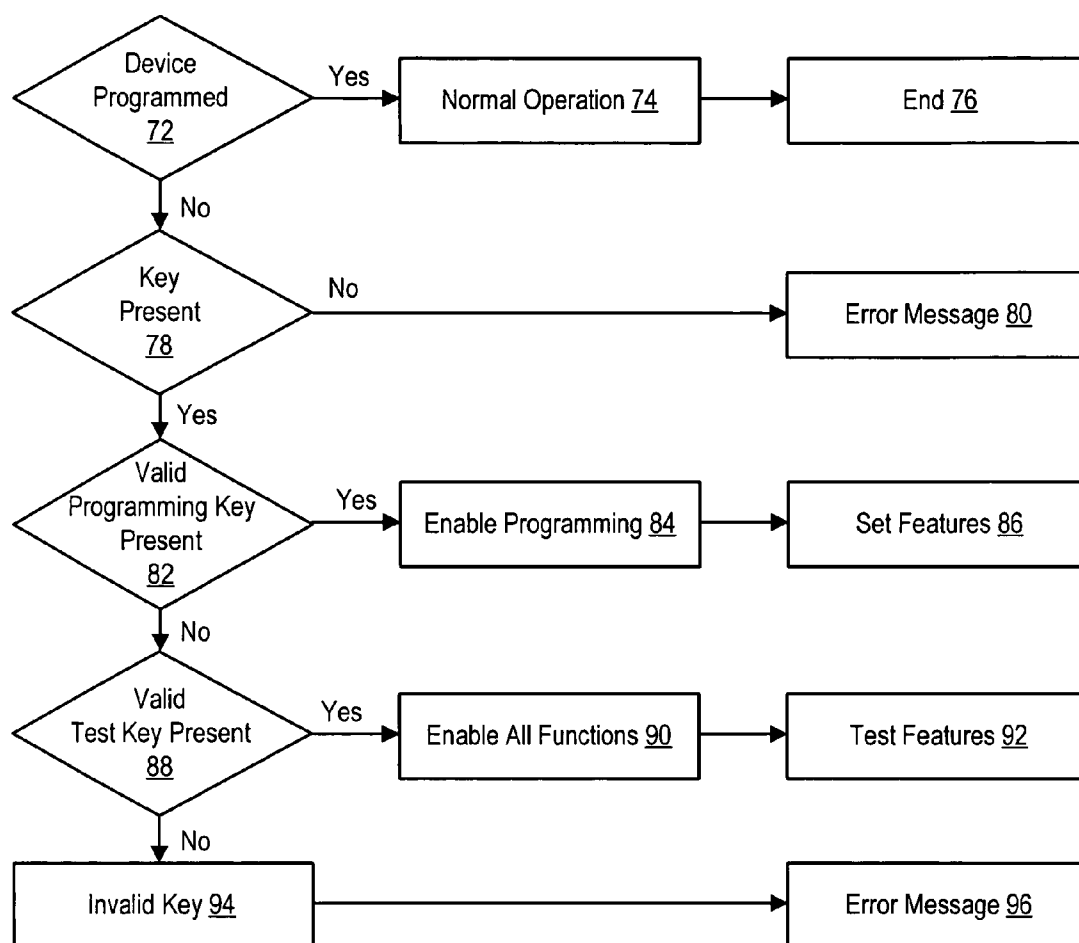 Device
Programmed
72
Yes
Normal Operation 74
End 76
No
Key
Present
78
No
Error Message 80
Yes
Valid
Programming Key
Present
82
Yes
Enable Programming 84
Set Features 86
No
Valid
Test Key Present
88
Yes
Enable All Functions 90
Test Features 92
No
Invalid Key 94
Error Message 96